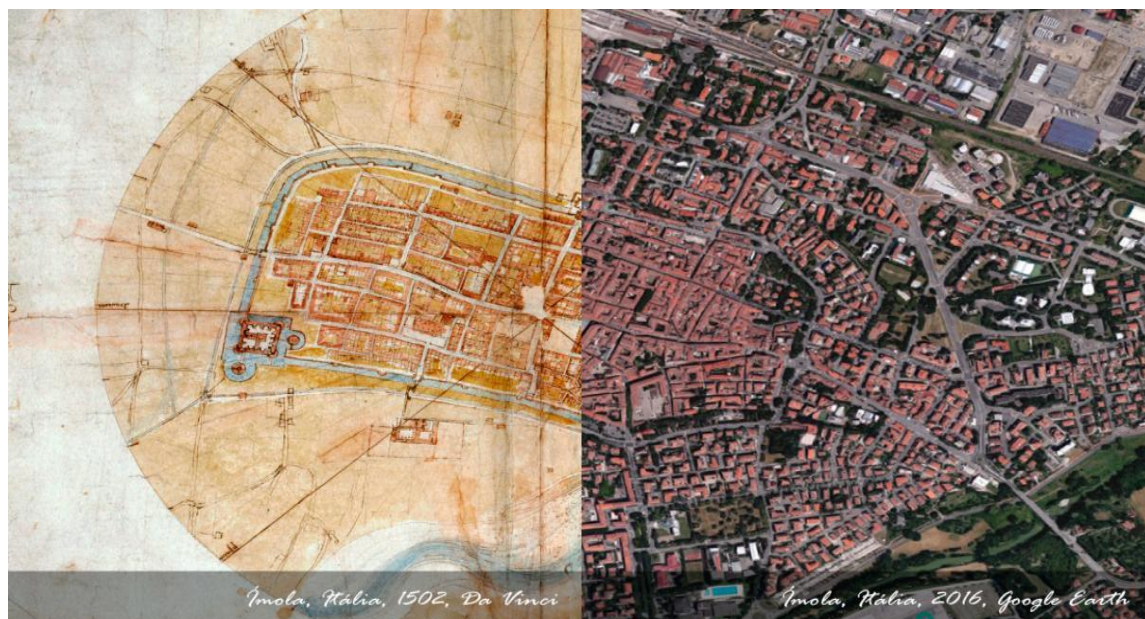 Ímola, Itália, 1502, Da Vinci
Ímola, Itália, 2016, Google Earth